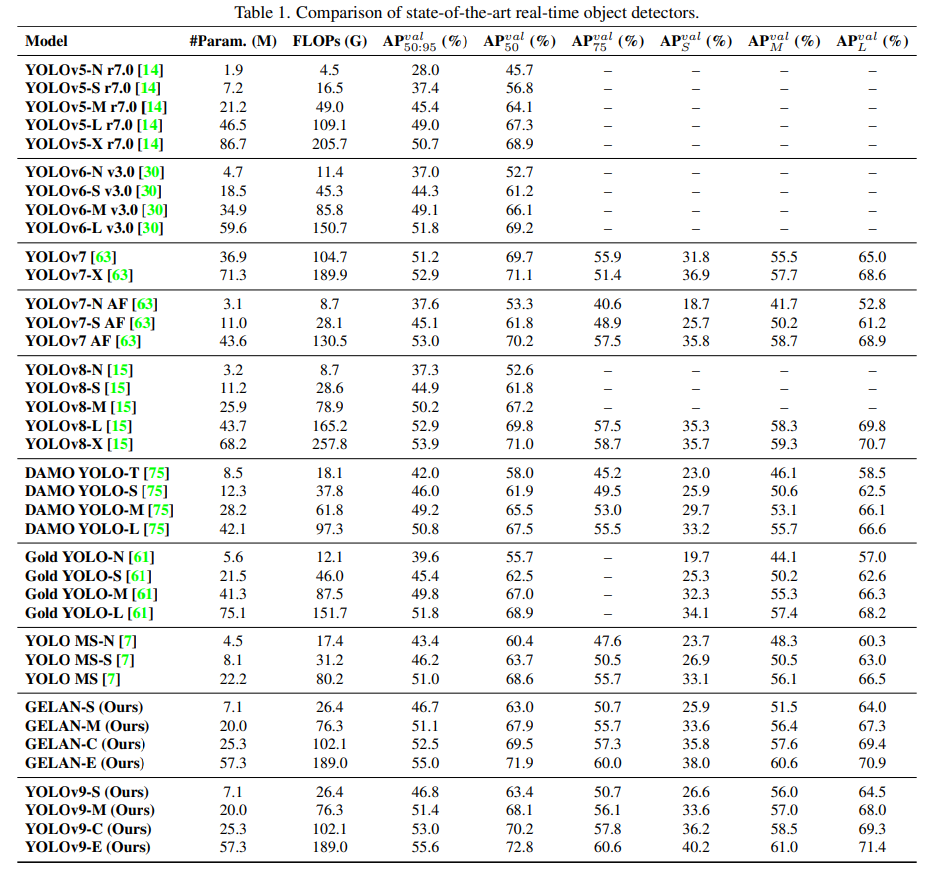 Table 1. Comparison of state-of-the-art real-time object detectors.
Model #Param. (M) FLOPs (G) AP^{val}_{50:95} (%) AP^{val}_{50} (%) AP^{val}_{75} (%) AP^{val}_{S} (%) AP^{val}_{M} (%) AP^{val}_{L} (%)
YOLOv5-N r7.0 [14] 1.9 4.5 28.0 45.7 – – – –
YOLOv5-S r7.0 [14] 7.2 16.5 37.4 56.8 – – – –
YOLOv5-M r7.0 [14] 21.2 49.0 45.4 64.1 – – – –
YOLOv5-L r7.0 [14] 46.5 109.1 49.0 67.3 – – – –
YOLOv5-X r7.0 [14] 86.7 205.7 50.7 68.9 – – – –
YOLOv6-N v3.0 [30] 4.7 11.4 37.0 52.7 – – – –
YOLOv6-S v3.0 [30] 18.5 45.3 44.3 61.2 – – – –
YOLOv6-M v3.0 [30] 34.9 85.8 49.1 66.1 – – – –
YOLOv6-L v3.0 [30] 59.6 150.7 51.8 69.2 – – – –
YOLOv7 [63] 36.9 104.7 51.2 69.7 55.9 31.8 55.5 65.0
YOLOv7-X [63] 71.3 189.9 52.9 71.1 51.4 36.9 57.7 68.6
YOLOv7-N AF [63] 3.1 8.7 37.6 53.3 40.6 18.7 41.7 52.8
YOLOv7-S AF [63] 11.0 28.1 45.1 61.8 48.9 25.7 50.2 61.2
YOLOv7 AF [63] 43.6 130.5 53.0 70.2 57.5 35.8 58.7 68.9
YOLOv8-N [15] 3.2 8.7 37.3 52.6 – – – –
YOLOv8-S [15] 11.2 28.6 44.9 61.8 – – – –
YOLOv8-M [15] 25.9 78.9 50.2 67.2 – – – –
YOLOv8-L [15] 43.7 165.2 52.9 69.8 57.5 35.3 58.3 69.8
YOLOv8-X [15] 68.2 257.8 53.9 71.0 58.7 35.7 59.3 70.7
DAMO YOLO-T [75] 8.5 18.1 42.0 58.0 45.2 23.0 46.1 58.5
DAMO YOLO-S [75] 12.3 37.8 46.0 61.9 49.5 25.9 50.6 62.5
DAMO YOLO-M [75] 28.2 61.8 49.2 65.5 53.0 29.7 53.1 66.1
DAMO YOLO-L [75] 42.1 97.3 50.8 67.5 55.5 33.2 55.7 66.6
Gold YOLO-N [61] 5.6 12.1 39.6 55.7 – 19.7 44.1 57.0
Gold YOLO-S [61] 21.5 46.0 45.4 62.5 – 25.3 50.2 62.6
Gold YOLO-M [61] 41.3 87.5 49.8 67.0 – 32.3 55.3 66.3
Gold YOLO-L [61] 75.1 151.7 51.8 68.9 – 34.1 57.4 68.2
YOLO MS-N [7] 4.5 17.4 43.4 60.4 47.6 23.7 48.3 60.3
YOLO MS-S [7] 8.1 31.2 46.2 63.7 50.5 26.9 50.5 63.0
YOLO MS [7] 22.2 80.2 51.0 68.6 55.7 33.1 56.1 66.5
GELAN-S (Ours) 7.1 26.4 46.7 63.0 50.7 25.9 51.5 64.0
GELAN-M (Ours) 20.0 76.3 51.1 67.9 55.7 33.6 56.4 67.3
GELAN-C (Ours) 25.3 102.1 52.5 69.5 57.3 35.8 57.6 69.4
GELAN-E (Ours) 57.3 189.0 55.0 71.9 60.0 38.0 60.6 70.9
YOLOv9-S (Ours) 7.1 26.4 46.8 63.4 50.7 26.6 56.0 64.5
YOLOv9-M (Ours) 20.0 76.3 51.4 68.1 56.1 33.6 57.0 68.0
YOLOv9-C (Ours) 25.3 102.1 53.0 70.2 57.8 36.2 58.5 69.3
YOLOv9-E (Ours) 57.3 189.0 55.6 72.8 60.6 40.2 61.0 71.4